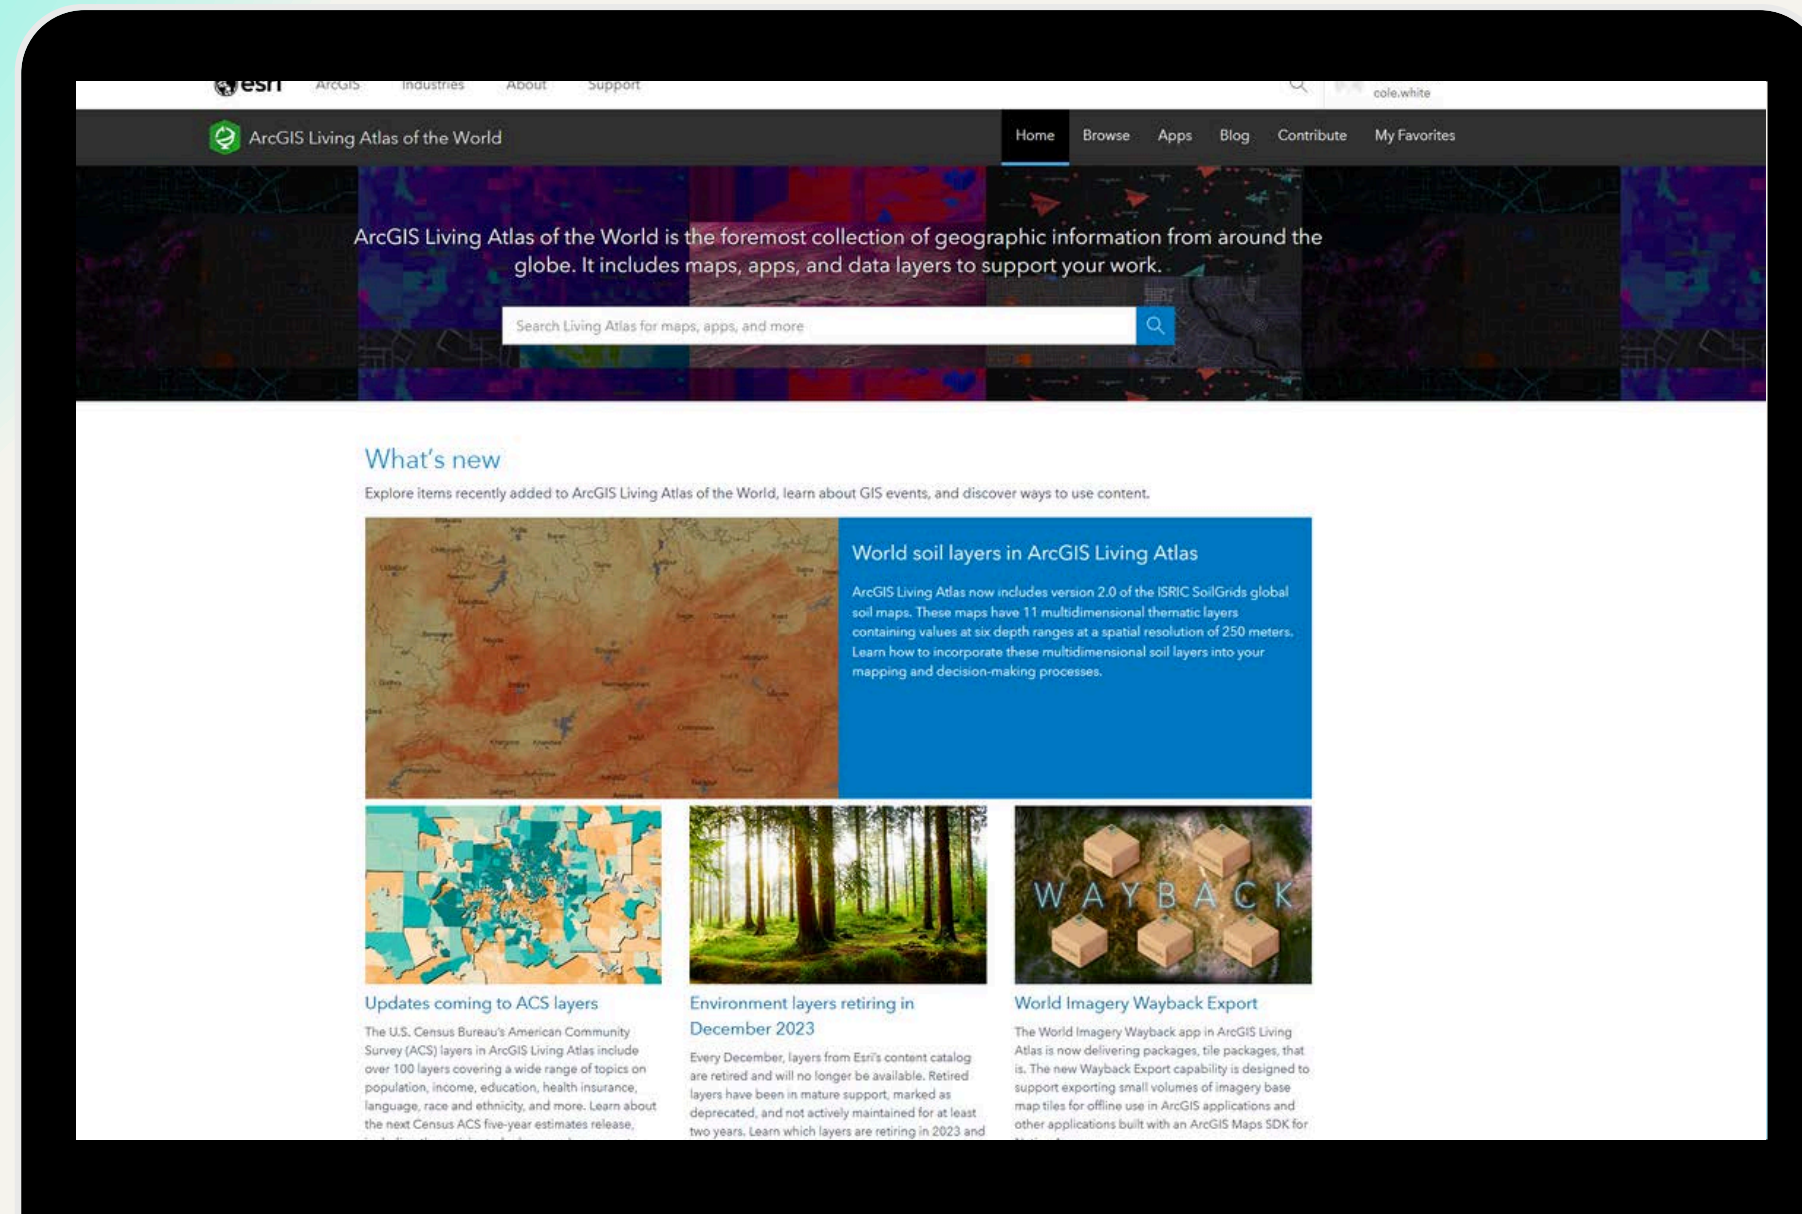 esri ArcGIS Industries About Support
cole.white
ArcGIS Living Atlas of the World
Home Browse Apps Blog Contribute My Favorites
ArcGIS Living Atlas of the World is the foremost collection of geographic information from around the
globe. It includes maps, apps, and data layers to support your work.
Search Living Atlas for maps, apps, and more
What's new
Explore items recently added to ArcGIS Living Atlas of the World, learn about GIS events, and discover ways to use content.
World soil layers in ArcGIS Living Atlas
ArcGIS Living Atlas now includes version 2.0 of the ISRIC SoilGrids global
soil maps. These maps have 11 multidimensional thematic layers
containing values at six depth ranges at a spatial resolution of 250 meters.
Learn how to incorporate these multidimensional soil layers into your
mapping and decision-making processes.
Updates coming to ACS layers
The U.S. Census Bureau's American Community
Survey (ACS) layers in ArcGIS Living Atlas include
over 100 layers covering a wide range of topics on
population, income, education, health insurance,
language, race and ethnicity, and more. Learn about
the next Census ACS five-year estimates release,
Environment layers retiring in
December 2023
Every December, layers from Esri's content catalog
are retired and will no longer be available. Retired
layers have been in mature support, marked as
deprecated, and not actively maintained for at least
two years. Learn which layers are retiring in 2023 and
WAYBACK
World Imagery Wayback Export
The World Imagery Wayback app in ArcGIS Living
Atlas is now delivering packages, tile packages, that
is. The new Wayback Export capability is designed to
support exporting small volumes of imagery base
map tiles for offline use in ArcGIS applications and
other applications built with an ArcGIS Maps SDK for